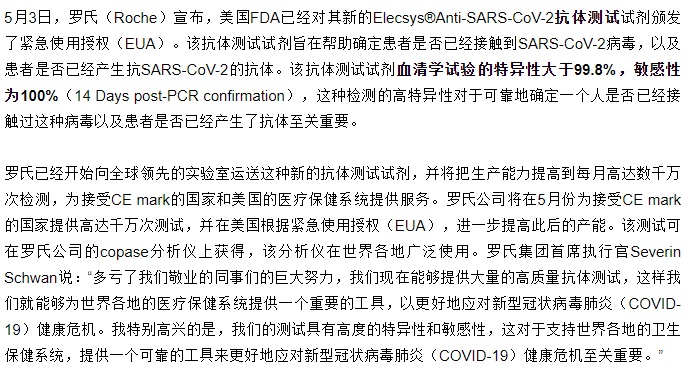 5月3日，罗氏（Roche）宣布，美国FDA已经对其新的Elecsys®Anti-SARS-CoV-2抗体测试试剂颁发
了紧急使用授权（EUA）。该抗体测试试剂旨在帮助确定患者是否已经接触到SARS-CoV-2病毒，以及
患者是否已经产生抗SARS-CoV-2的抗体。该抗体测试试剂血清学试验的特异性大于99.8%，敏感性
为100%（14 Days post-PCR confirmation），这种检测的高特异性对于可靠地确定一个人是否已经接
触过这种病毒以及患者是否已经产生了抗体至关重要。
罗氏已经开始向全球领先的实验室运送这种新的抗体测试试剂，并将把生产能力提高到每月高达数千万
次检测，为接受CE mark的国家和美国的医疗保健系统提供服务。罗氏公司将在5月份为接受CE mark
的国家提供高达千万次测试，并在美国根据紧急使用授权（EUA），进一步提高此后的产能。该测试可
在罗氏公司的copase分析仪上获得，该分析仪在世界各地广泛使用。罗氏集团首席执行官Severin
Schwan说：“多亏了我们敬业的同事们的巨大努力，我们现在能够提供大量的高质量抗体测试，这样我
们就能够为世界各地的医疗保健系统提供一个重要的工具，以更好地应对新型冠状病毒肺炎（COVID-
19）健康危机。我特别高兴的是，我们的测试具有高度的特异性和敏感性，这对于支持世界各地的卫生
保健系统，提供一个可靠的工具来更好地应对新型冠状病毒肺炎（COVID-19）健康危机至关重要。”